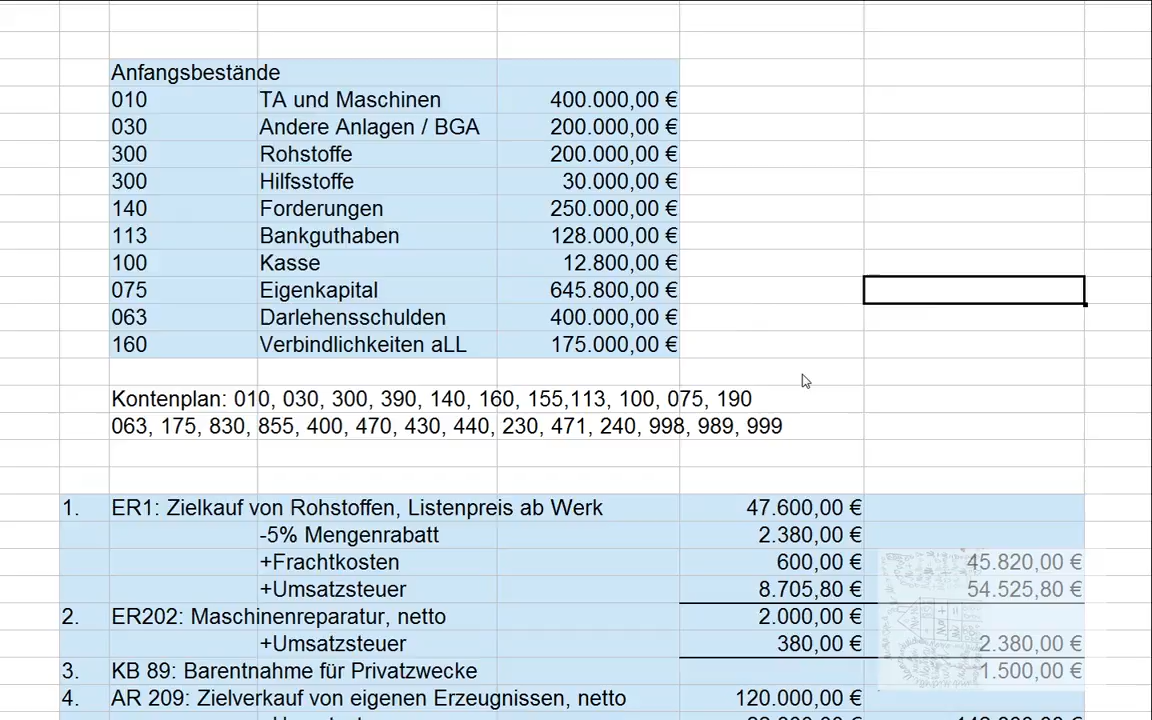 Anfangsbestände
010 TA und Maschinen 400.000,00 €
030 Andere Anlagen / BGA 200.000,00 €
300 Rohstoffe 200.000,00 €
300 Hilfsstoffe 30.000,00 €
140 Forderungen 250.000,00 €
113 Bankguthaben 128.000,00 €
100 Kasse 12.800,00 €
075 Eigenkapital 645.800,00 €
063 Darlehensschulden 400.000,00 €
160 Verbindlichkeiten aLL 175.000,00 €
Kontenplan: 010, 030, 300, 390, 140, 160, 155,113, 100, 075, 190
063, 175, 830, 855, 400, 470, 430, 440, 230, 471, 240, 998, 989, 999
1. ER1: Zielkauf von Rohstoffen, Listenpreis ab Werk 47.600,00 €
-5% Mengenrabatt 2.380,00 €
+Frachtkosten 600,00 € 45.820,00 €
+Umsatzsteuer 8.705,80 € 54.525,80 €
2. ER202: Maschinenreparatur, netto 2.000,00 €
+Umsatzsteuer 380,00 € 2.380,00 €
3. KB 89: Barentnahme für Privatzwecke 1.500,00 €
4. AR 209: Zielverkauf von eigenen Erzeugnissen, netto 120.000,00 €